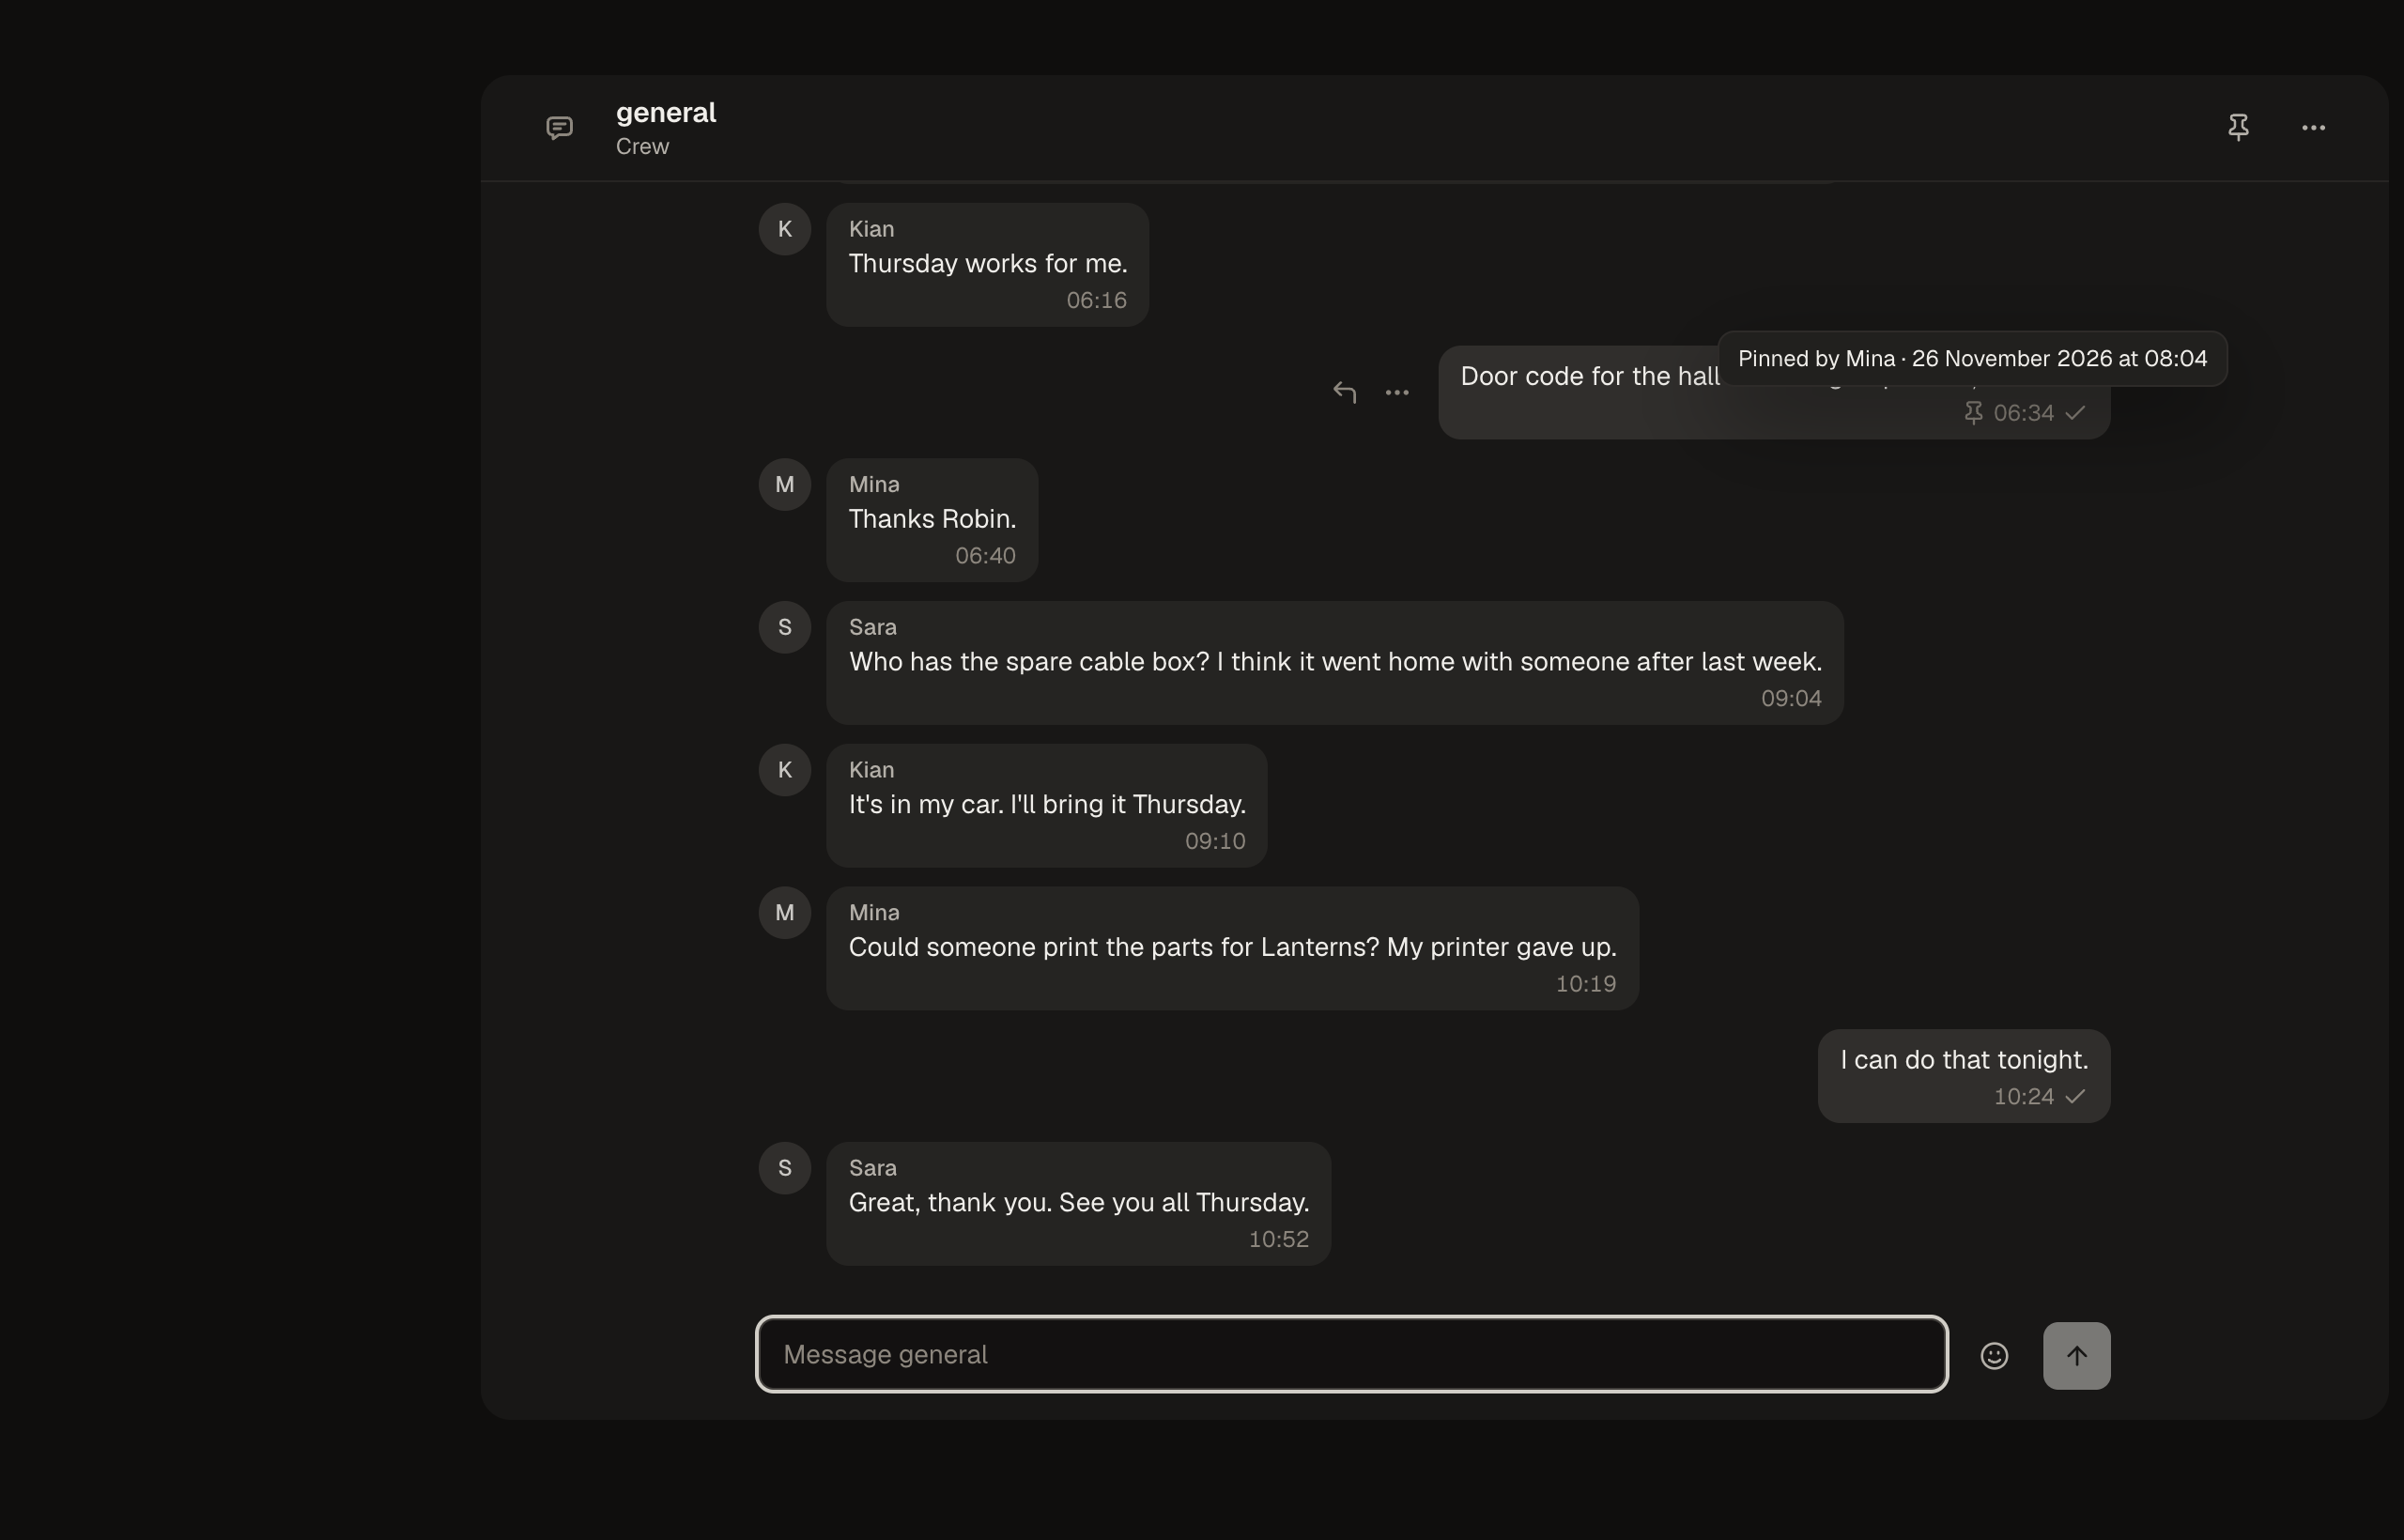 general
Crew
K
Kian
Thursday works for me.
06:16
Pinned by Mina · 26 November 2026 at 08:04
Door code for the hall
06:34
M
Mina
Thanks Robin.
06:40
S
Sara
Who has the spare cable box? I think it went home with someone after last week.
09:04
K
Kian
It's in my car. I'll bring it Thursday.
09:10
M
Mina
Could someone print the parts for Lanterns? My printer gave up.
10:19
I can do that tonight.
10:24
S
Sara
Great, thank you. See you all Thursday.
10:52
Message general